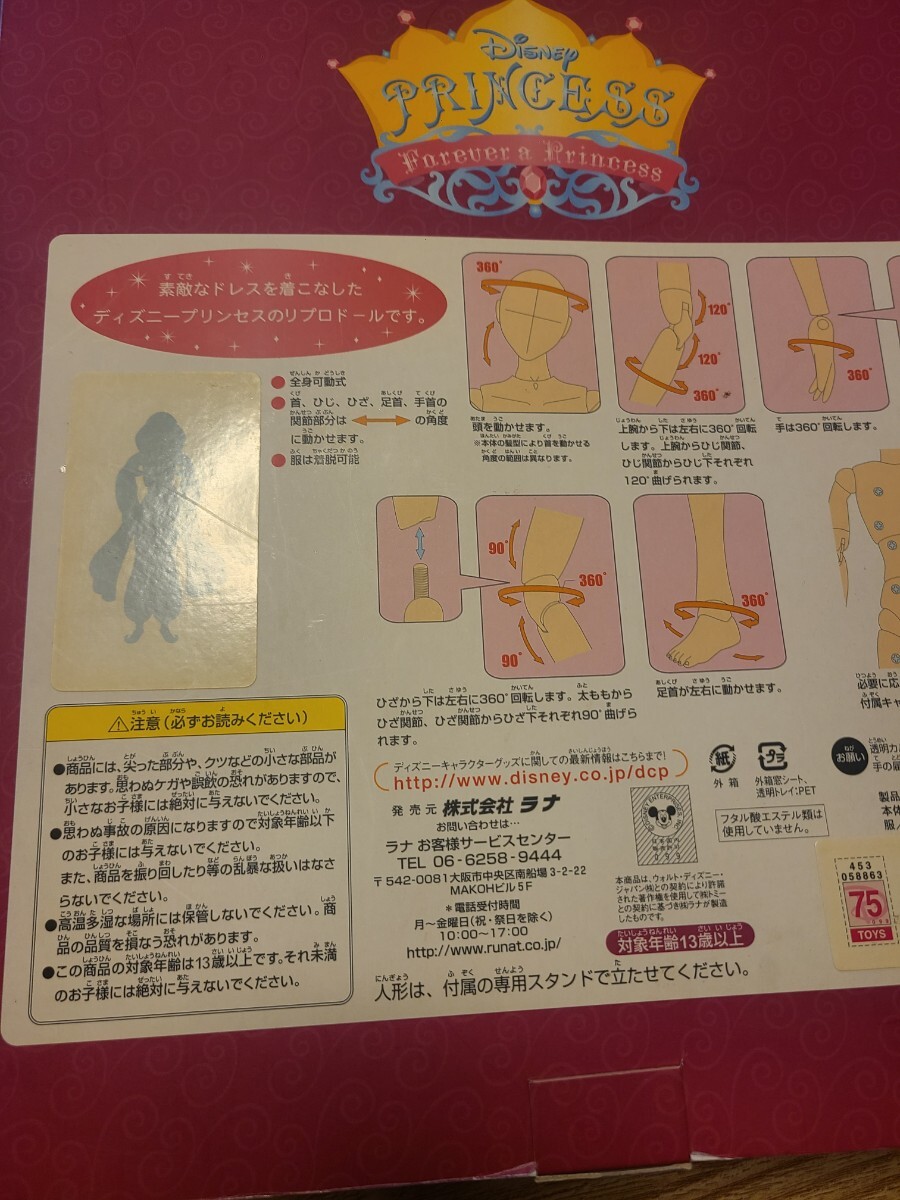 Disney
PRINCESS
Forever a Princess
素敵なドレスを着こなした
ディズニープリンセスのリプロドールです。
●全身可動式
●首、ひじ、ひざ、足首、手首の
関節部分は ⟷ の角度
に動かせます。
●服は着脱可能
360°
頭を動かせます。
※本体の髪型により首を動かせる
角度の範囲は異なります。
120°
120°
360°
上腕から下は左右に360°回転
します。上腕からひじ関節、
ひじ関節からひじ下それぞれ
120°曲げられます。
360°
手は360°回転します。
90°
360°
90°
ひざから下は左右に360°回転します。太ももから
ひざ関節、ひざ関節からひざ下それぞれ90°曲げら
れます。
360°
足首が左右に動かせます。
必要に応
付属キャ
⚠注意(必ずお読みください)
●商品には、尖った部分や、クツなどの小さな部品が
あります。思わぬケガや誤飲の恐れがありますので、
小さなお子様には絶対に与えないでください。
●思わぬ事故の原因になりますので対象年齢以下
のお子様には与えないでください。
また、商品を振り回したり等の乱暴な扱いはなさ
らないでください。
●高温多湿な場所には保管しないでください。商
品の品質を損なう恐れがあります。
●この商品の対象年齢は13歳以上です。それ未満
のお子様には絶対に与えないでください。
ディズニーキャラクターグッズに関しての最新情報はこちらまで!
http://www.disney.co.jp/dcp
発売元 株式会社 ラナ
お問い合わせは…
ラナ お客様サービスセンター
TEL 06-6258-9444
〒542-0081大阪市中央区南船場3-2-22
MAKOHビル5F
*電話受付時間
月〜金曜日(祝・祭日を除く)
10:00〜17:00
http://www.runat.co.jp/
紙
外箱
プラ
外箱窓シート、
透明トレイ:PET
フタル酸エステル類は
使用していません。
本商品は、ウォルト・ディズニー・
ジャパン㈱との契約により許諾
された著作権を使用して㈱トミー
との契約に基づき㈱ラナが製造
したものです。
対象年齢13歳以上
人形は、付属の専用スタンドで立たせてください。
お願い
透明カ
手の届
製品
本体
服/
453
058863
75
TOYS